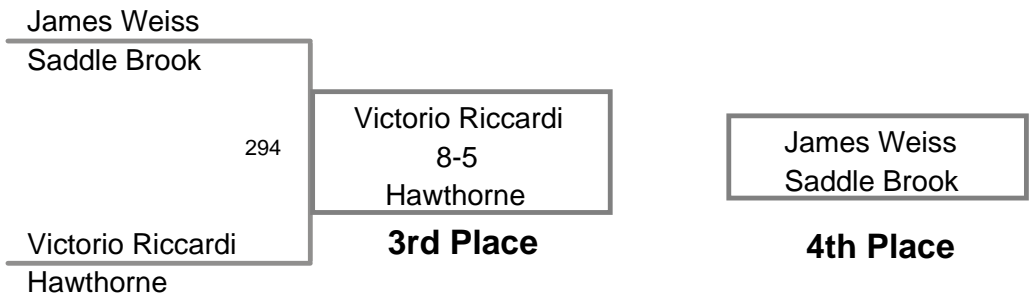 James Weiss
Saddle Brook
294
Victorio Riccardi
Hawthorne
Victorio Riccardi
8-5
Hawthorne
3rd Place
James Weiss
Saddle Brook
4th Place